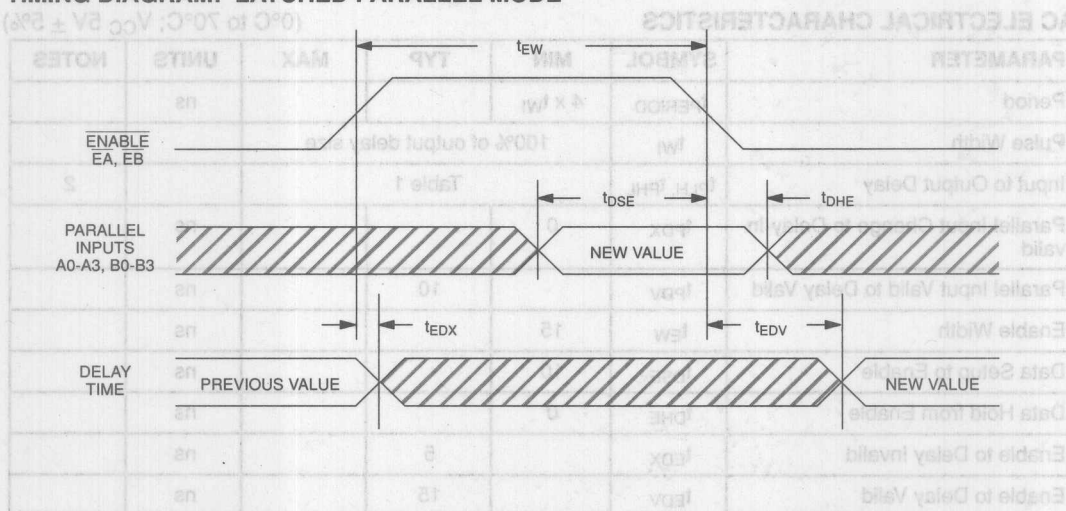 TIMING DIAGRAM: LATCHED PARALLEL MODE
tEW
ENABLE
EA, EB
tDSE
tDHE
PARALLEL
INPUTS
A0-A3, B0-B3
NEW VALUE
tEDX
tEDV
DELAY
TIME
PREVIOUS VALUE
NEW VALUE
AC ELECTRICAL CHARACTERISTICS (0°C to 70°C; VCC 5V ± 5%)
PARAMETER SYMBOL MIN TYP MAX UNITS NOTES
Period tPERIOD 4 x tWI ns
Pulse Width tWI 100% of output delay size
Input to Output Delay tPLH, tPHL Table 1 2
Parallel Input Change to Delay In-
valid tPDX 0 ns
Parallel Input Valid to Delay Valid tPDV 10 ns
Enable Width tEW 15 ns
Data Setup to Enable tDSE 10 ns
Data Hold from Enable tDHE 0 ns
Enable to Delay Invalid tEDX 5 ns
Enable to Delay Valid tEDV 15 ns